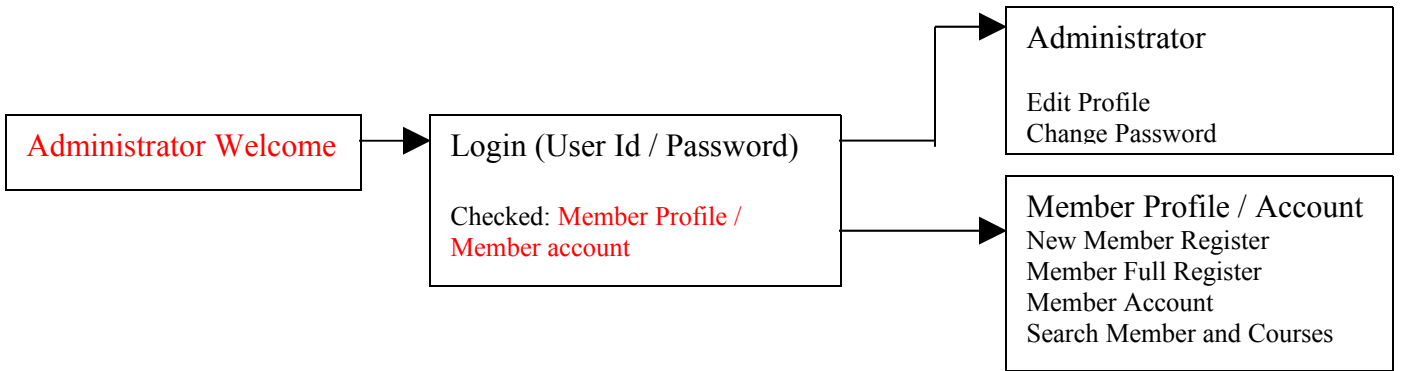 Administrator Welcome
Login (User Id / Password)
Checked: Member Profile /
Member account
Administrator
Edit Profile
Change Password
Member Profile / Account
New Member Register
Member Full Register
Member Account
Search Member and Courses